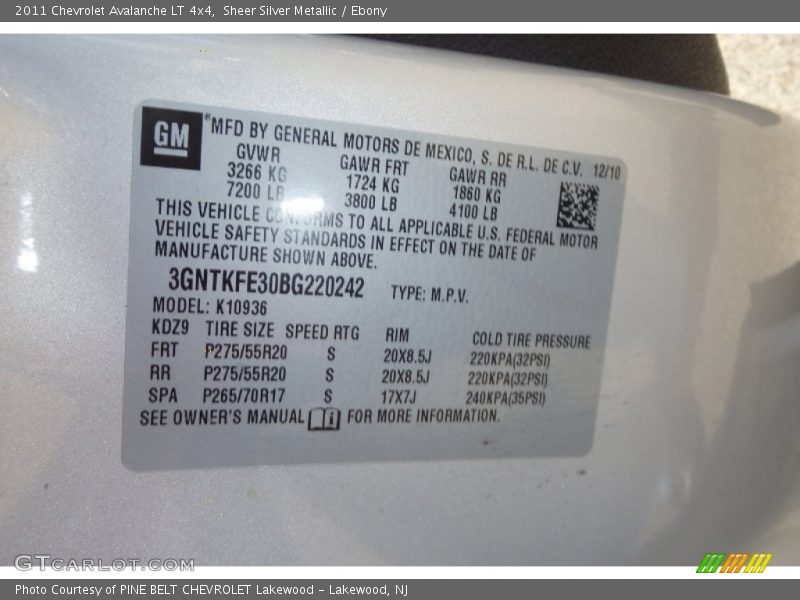 2011 Chevrolet Avalanche LT 4x4,  Sheer Silver Metallic / Ebony
GM
*MFD BY GENERAL MOTORS DE MEXICO, S. DE R.L. DE C.V. 12/10
GVWR GAWR FRT GAWR RR
3266 KG 1724 KG 1860 KG
7200 LB 3800 LB 4100 LB
THIS VEHICLE CONFORMS TO ALL APPLICABLE U.S. FEDERAL MOTOR
VEHICLE SAFETY STANDARDS IN EFFECT ON THE DATE OF
MANUFACTURE SHOWN ABOVE.
3GNTKFE30BG220242 TYPE: M.P.V.
MODEL: K10936
KDZ9 TIRE SIZE SPEED RTG RIM COLD TIRE PRESSURE
FRT P275/55R20 S 20X8.5J 220KPA(32PSI)
RR P275/55R20 S 20X8.5J 220KPA(32PSI)
SPA P265/70R17 S 17X7J 240KPA(35PSI)
SEE OWNER'S MANUAL i FOR MORE INFORMATION.
GTCarLot.com
Photo Courtesy of PINE BELT CHEVROLET Lakewood - Lakewood, NJ